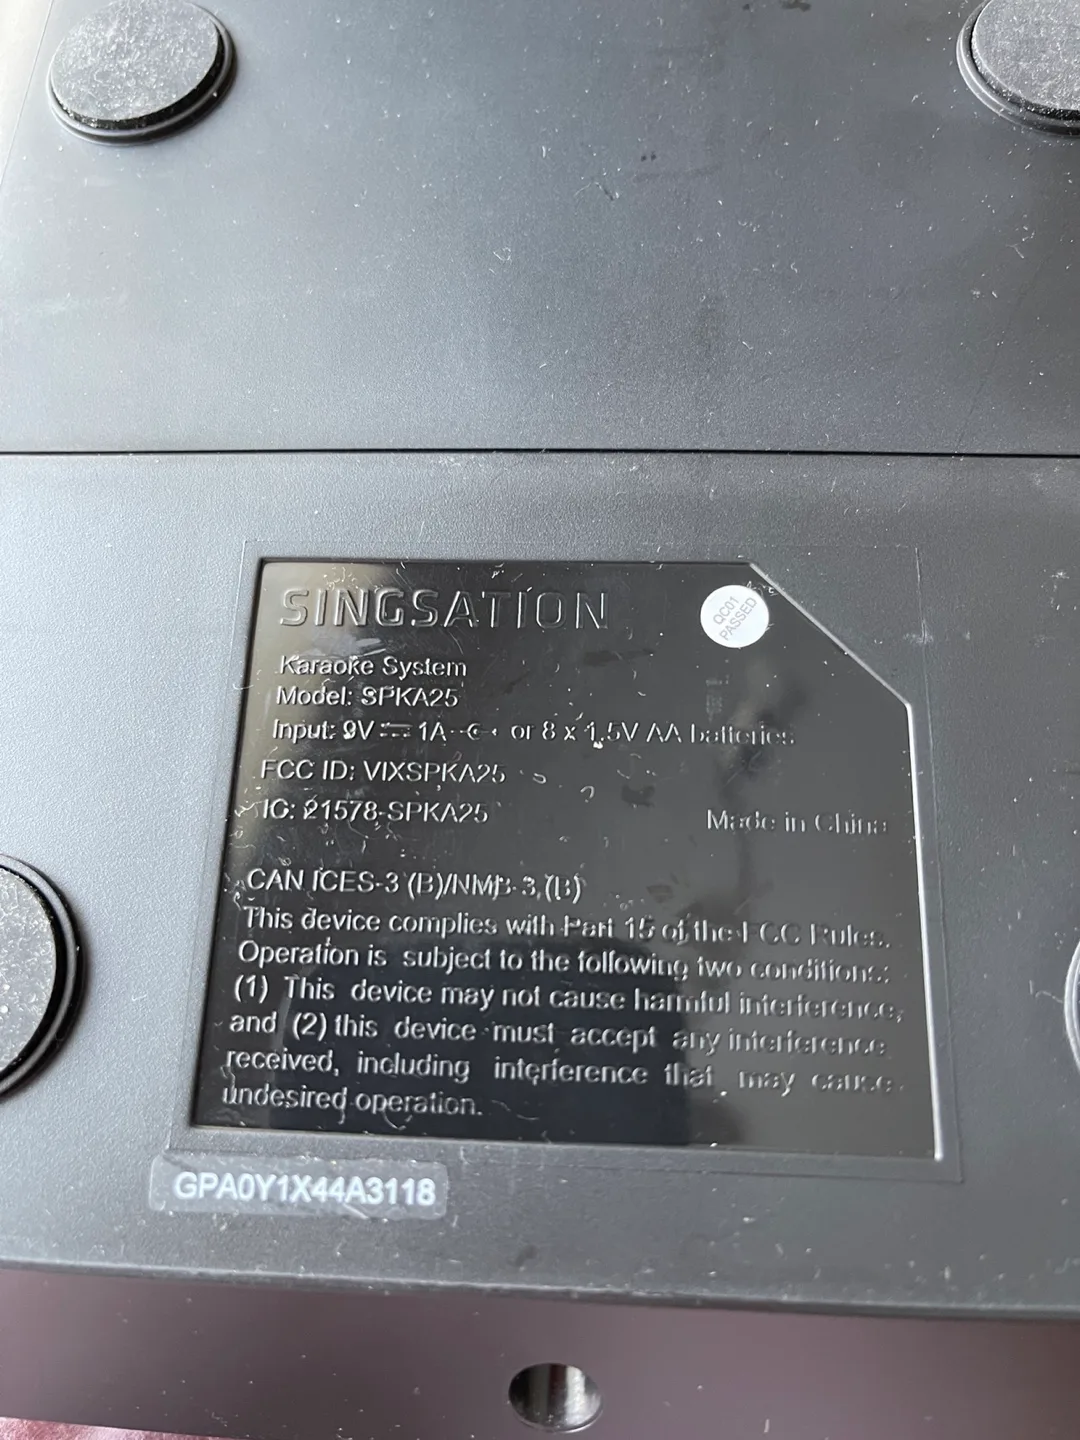 SINGSATION
QC01
PASSED
Karaoke System
Model: SPKA25
Input: 9V ⎓ 1A or 8 x 1.5V AA batteries
FCC ID: VIXSPKA25
IC: 21578-SPKA25
Made in China
CAN ICES-3 (B)/NMB-3 (B)
This device complies with Part 15 of the FCC Rules.
Operation is subject to the following two conditions:
(1) This device may not cause harmful interference,
and (2) this device must accept any interference
received, including interference that may cause
undesired operation.
GPA0Y1X44A3118